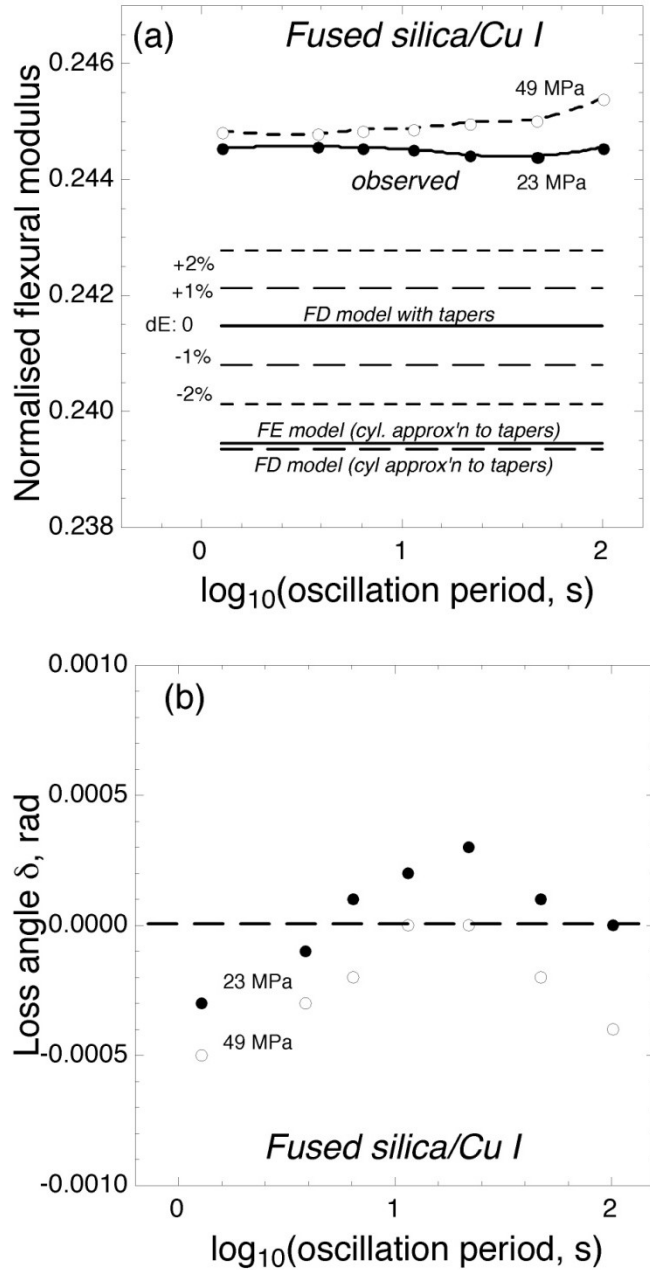 (a)
Fused silica/Cu I
0.246
0.244
0.242
0.240
0.238
Normalised flexural modulus
49 MPa
observed
23 MPa
+2%
+1%
FD model with tapers
dE: 0
-1%
-2%
FE model (cyl. approx'n to tapers)
FD model (cyl approx'n to tapers)
0
1
2
log10(oscillation period, s)
(b)
0.0010
0.0005
0.0000
-0.0005
-0.0010
Loss angle δ, rad
23 MPa
49 MPa
Fused silica/Cu I
0
1
2
log10(oscillation period, s)